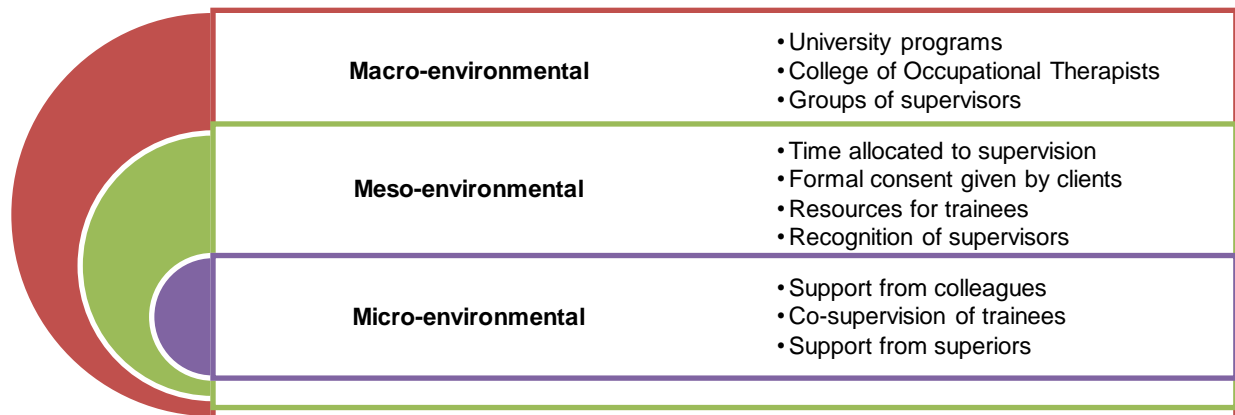 Macro-environmental
•University programs
•College of Occupational Therapists
•Groups of supervisors
Meso-environmental
•Time allocated to supervision
•Formal consent given by clients
•Resources for trainees
•Recognition of supervisors
Micro-environmental
•Support from colleagues
•Co-supervision of trainees
•Support from superiors